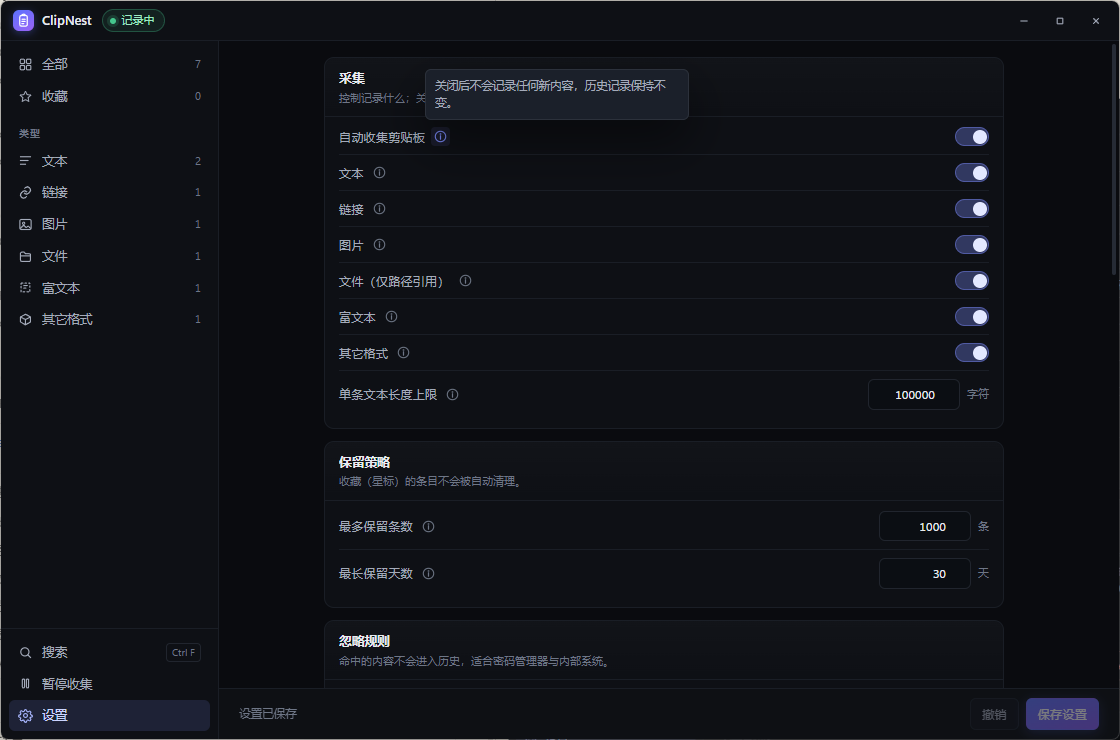 ClipNest
记录中
全部 7
收藏 0
类型
文本 2
链接 1
图片 1
文件 1
富文本 1
其它格式 1
搜索 Ctrl F
暂停收集
设置
采集
控制记录什么；关
关闭后不会记录任何新内容，历史记录保持不
变。
自动收集剪贴板
文本
链接
图片
文件（仅路径引用）
富文本
其它格式
单条文本长度上限 100000 字符
保留策略
收藏（星标）的条目不会被自动清理。
最多保留条数 1000 条
最长保留天数 30 天
忽略规则
命中的内容不会进入历史，适合密码管理器与内部系统。
设置已保存
撤销
保存设置